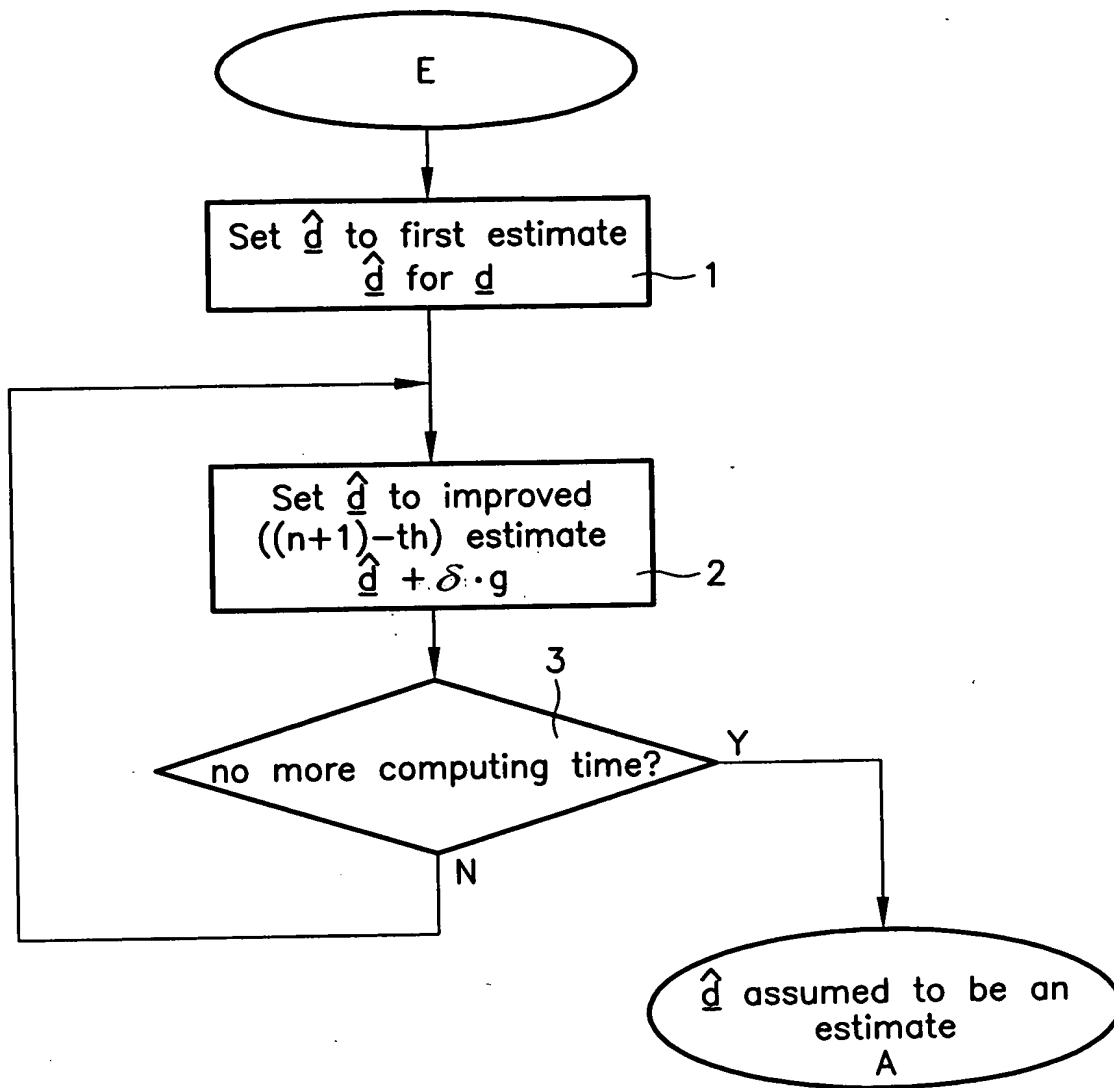 E
Set d̲̂ to first estimate
d̲̂ for d̲
1
Set d̲̂ to improved
((n+1)-th) estimate
d̲̂ + δ · g
2
3
no more computing time?
Y
N
d̲̂ assumed to be an
estimate
A